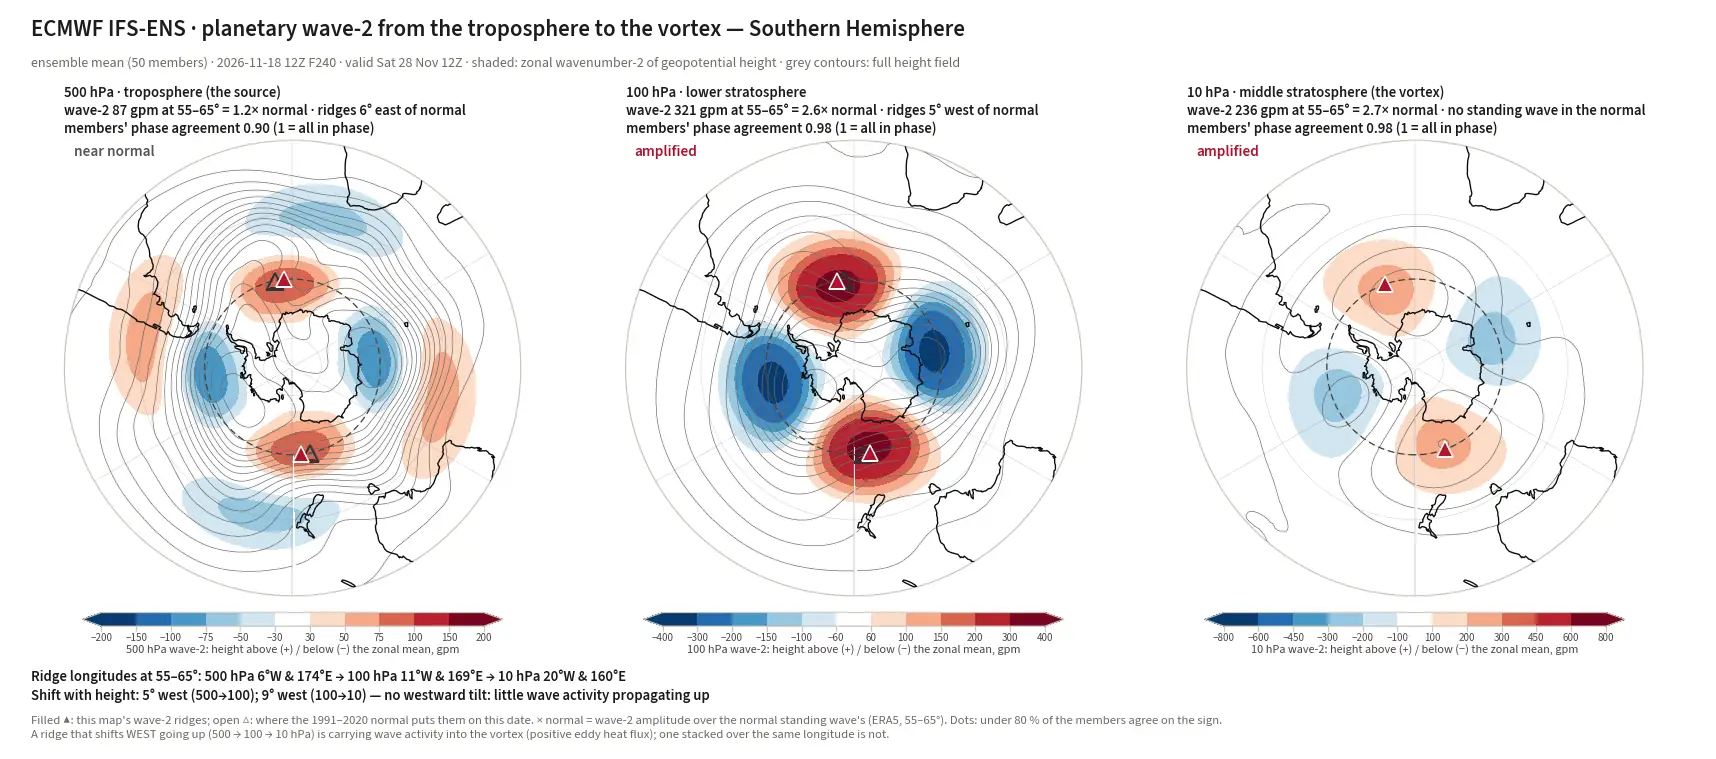 ECMWF IFS-ENS · planetary wave-2 from the troposphere to the vortex — Southern Hemisphere
ensemble mean (50 members) · 2026-11-18 12Z F240 · valid Sat 28 Nov 12Z · shaded: zonal wavenumber-2 of geopotential height · grey contours: full height field
500 hPa · troposphere (the source)
wave-2 87 gpm at 55–65° = 1.2× normal · ridges 6° east of normal
members' phase agreement 0.90 (1 = all in phase)
near normal
100 hPa · lower stratosphere
wave-2 321 gpm at 55–65° = 2.6× normal · ridges 5° west of normal
members' phase agreement 0.98 (1 = all in phase)
amplified
10 hPa · middle stratosphere (the vortex)
wave-2 236 gpm at 55–65° = 2.7× normal · no standing wave in the normal
members' phase agreement 0.98 (1 = all in phase)
amplified
−200 −150 −100 −75 −50 −30 30 50 75 100 150 200
500 hPa wave-2: height above (+) / below (−) the zonal mean, gpm
−400 −300 −200 −150 −100 −60 60 100 150 200 300 400
100 hPa wave-2: height above (+) / below (−) the zonal mean, gpm
−800 −600 −450 −300 −200 −100 100 200 300 450 600 800
10 hPa wave-2: height above (+) / below (−) the zonal mean, gpm
Ridge longitudes at 55–65°: 500 hPa 6°W & 174°E → 100 hPa 11°W & 169°E → 10 hPa 20°W & 160°E
Shift with height: 5° west (500→100); 9° west (100→10) — no westward tilt: little wave activity propagating up
Filled ▲: this map's wave-2 ridges; open △: where the 1991–2020 normal puts them on this date. × normal = wave-2 amplitude over the normal standing wave's (ERA5, 55–65°). Dots: under 80 % of the members agree on the sign.
A ridge that shifts WEST going up (500 → 100 → 10 hPa) is carrying wave activity into the vortex (positive eddy heat flux); one stacked over the same longitude is not.